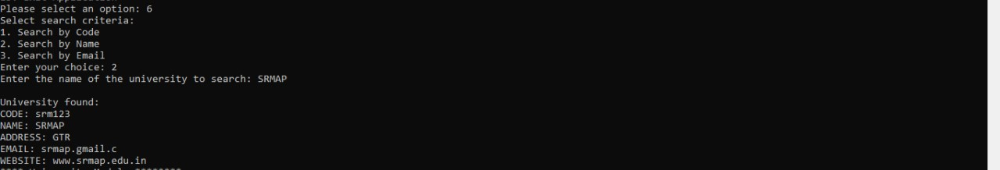 Please select an option: 6
Select search criteria:
1. Search by Code
2. Search by Name
3. Search by Email
Enter your choice: 2
Enter the name of the university to search: SRMAP
University found:
CODE: srm123
NAME: SRMAP
ADDRESS: GTR
EMAIL: srmap.gmail.c
WEBSITE: www.srmap.edu.in